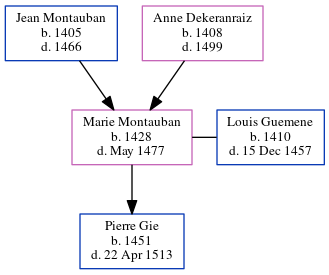 Jean Montauban
b. 1405
d. 1466
Anne Dekeranraiz
b. 1408
d. 1499
Marie Montauban
b. 1428
d. May 1477
Louis Guemene
b. 1410
d. 15 Dec 1457
Pierre Gie
b. 1451
d. 22 Apr 1513